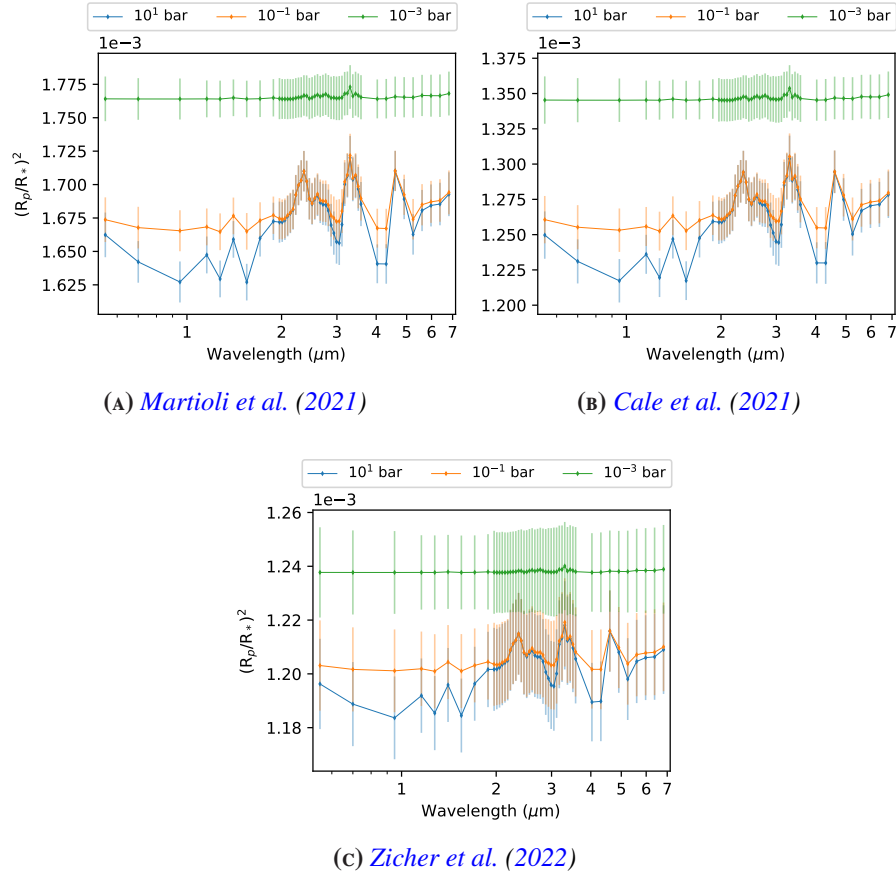 10¹ bar 10⁻¹ bar 10⁻³ bar
1e−3
1.775
1.750
1.725
1.700
1.675
1.650
1.625
(Rₚ/R⁎)²
1 2 3 4 5 6 7
Wavelength (μm)
(A) Martioli et al. (2021)
10¹ bar 10⁻¹ bar 10⁻³ bar
1e−3
1.375
1.350
1.325
1.300
1.275
1.250
1.225
1.200
1 2 3 4 5 6 7
Wavelength (μm)
(B) Cale et al. (2021)
10¹ bar 10⁻¹ bar 10⁻³ bar
1e−3
1.26
1.24
1.22
1.20
1.18
(Rₚ/R⁎)²
1 2 3 4 5 6 7
Wavelength (μm)
(C) Zicher et al. (2022)